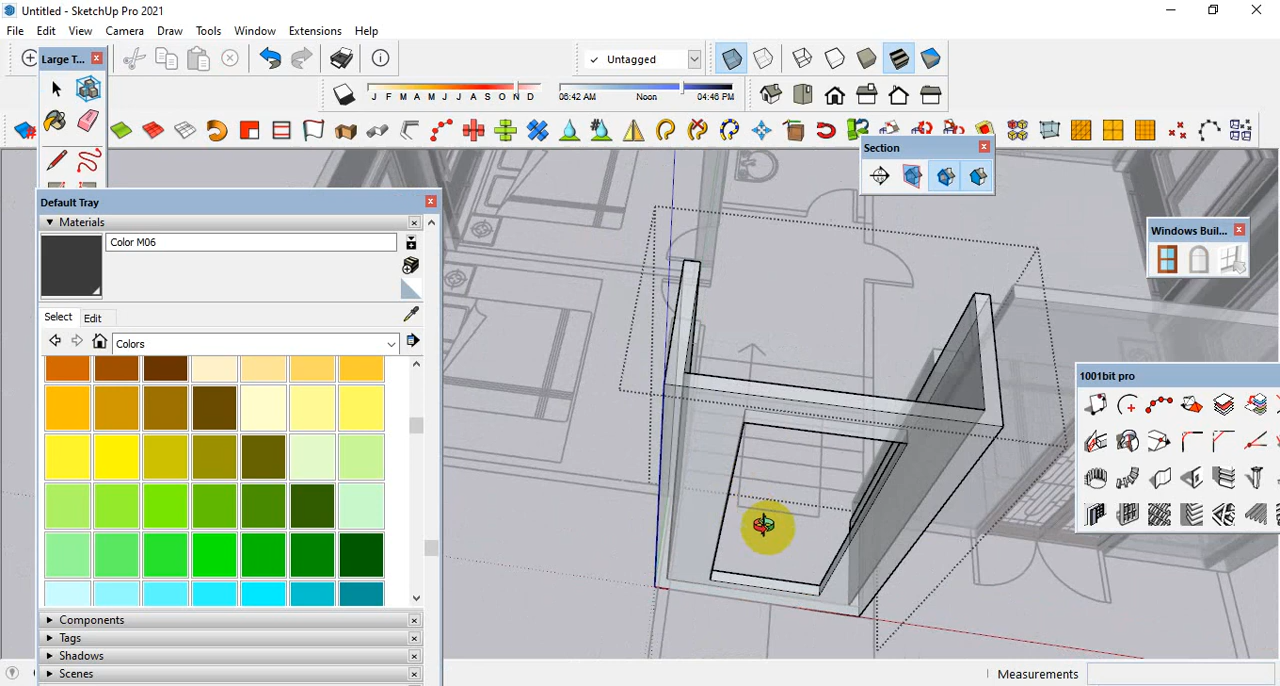 Untitled - SketchUp Pro 2021
File Edit View Camera Draw Tools Window Extensions Help
Large T...
Untagged
J F M A M J J A S O N D
06:42 AM Noon 04:46 PM
Section
Default Tray
Materials
Color M06
Windows Buil...
Select Edit
Colors
1001bit pro
Components
Tags
Shadows
Scenes
Measurements